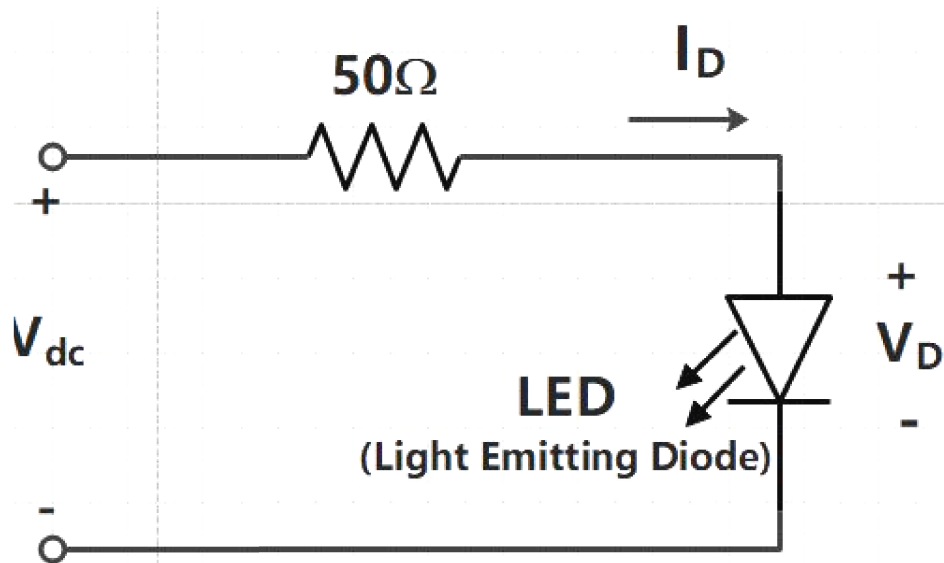 50Ω
I_D
+
V_dc
-
+
V_D
-
LED
(Light Emitting Diode)